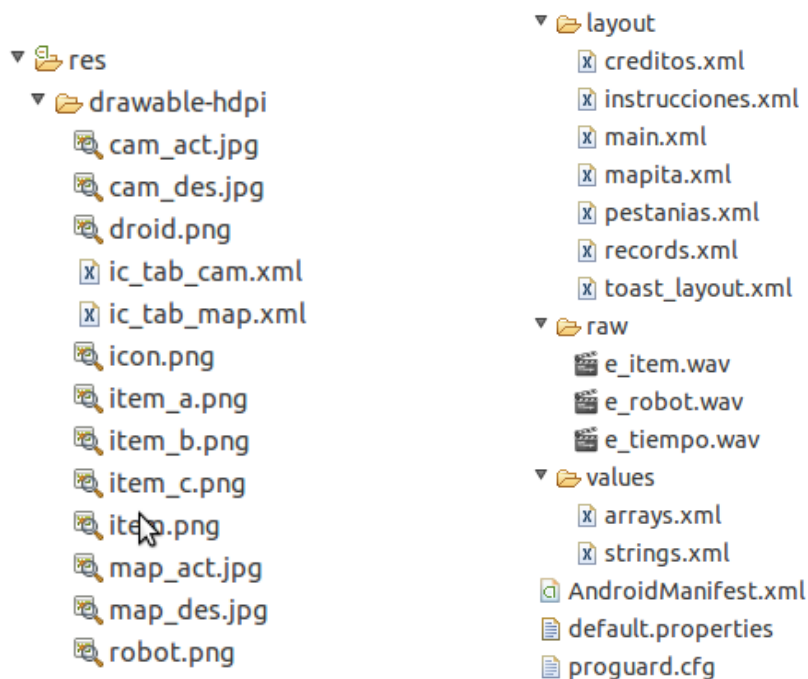 res
drawable-hdpi
cam_act.jpg
cam_des.jpg
droid.png
ic_tab_cam.xml
ic_tab_map.xml
icon.png
item_a.png
item_b.png
item_c.png
item.png
map_act.jpg
map_des.jpg
robot.png
layout
creditos.xml
instrucciones.xml
main.xml
mapita.xml
pestanias.xml
records.xml
toast_layout.xml
raw
e_item.wav
e_robot.wav
e_tiempo.wav
values
arrays.xml
strings.xml
AndroidManifest.xml
default.properties
proguard.cfg